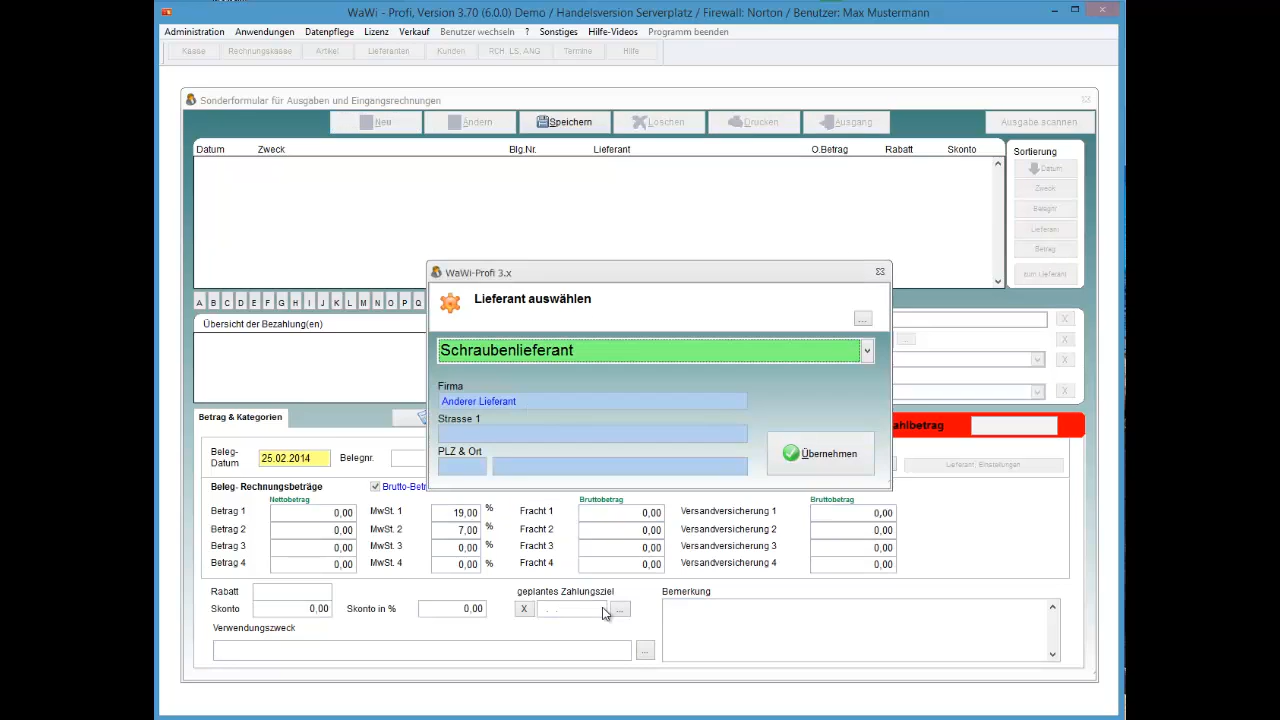 WaWi - Profi, Version 3.70 (6.0.0) Demo / Handelsversion Serverplatz / Firewall: Norton / Benutzer: Max Mustermann
Administration Anwendungen Datenpflege Lizenz Verkauf Benutzer wechseln ? Sonstiges Hilfe-Videos Programm beenden
Kasse Rechnungskasse Artikel Lieferanten Kunden RCH, LS, ANG Termine Hilfe
Sonderformular für Ausgaben und Eingangsrechnungen
Neu Ändern Speichern Löschen Drucken Ausgang Ausgabe scannen
Datum Zweck Blg.Nr. Lieferant O.Betrag Rabatt Skonto
Sortierung
Datum
Zweck
Belegnr
Lieferant
Betrag
zum Lieferant
WaWi-Profi 3.x
Lieferant auswählen
...
A B C D E F G H I J K L M N O P Q
Übersicht der Bezahlung(en)
X
... X
X
X
Schraubenlieferant
Firma
Anderer Lieferant
Strasse 1
PLZ & Ort
Übernehmen
Betrag & Kategorien
ahlbetrag
Beleg-
Datum 25.02.2014 Belegnr.
Lieferant, Einstellungen
Beleg- Rechnungsbeträge Brutto-Betr
Nettobetrag Bruttobetrag Bruttobetrag
Betrag 1 0,00 MwSt. 1 19,00 % Fracht 1 0,00 Versandversicherung 1 0,00
Betrag 2 0,00 MwSt. 2 7,00 % Fracht 2 0,00 Versandversicherung 2 0,00
Betrag 3 0,00 MwSt. 3 0,00 % Fracht 3 0,00 Versandversicherung 3 0,00
Betrag 4 0,00 MwSt. 4 0,00 % Fracht 4 0,00 Versandversicherung 4 0,00
Rabatt geplantes Zahlungsziel Bemerkung
Skonto 0,00 Skonto in % 0,00 X . . ...
Verwendungszweck
...